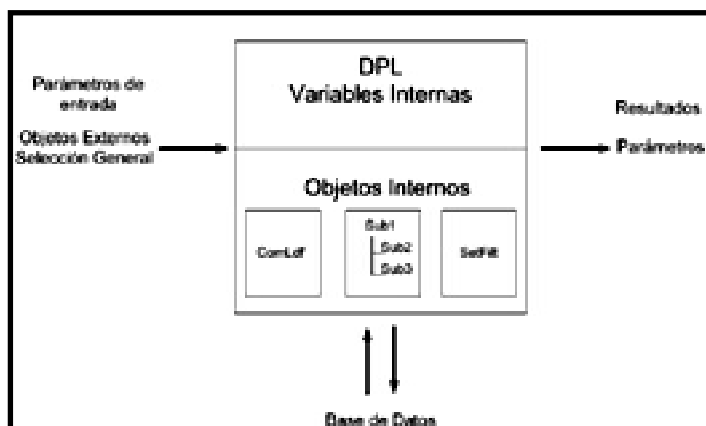 Parámetros de
entrada
Objetos Externos
Selección General
DPL
Variables Internas
Objetos Internos
ComLdf
Sub1
Sub2
Sub3
SetFilt
Resultados
Parámetros
Base de Datos